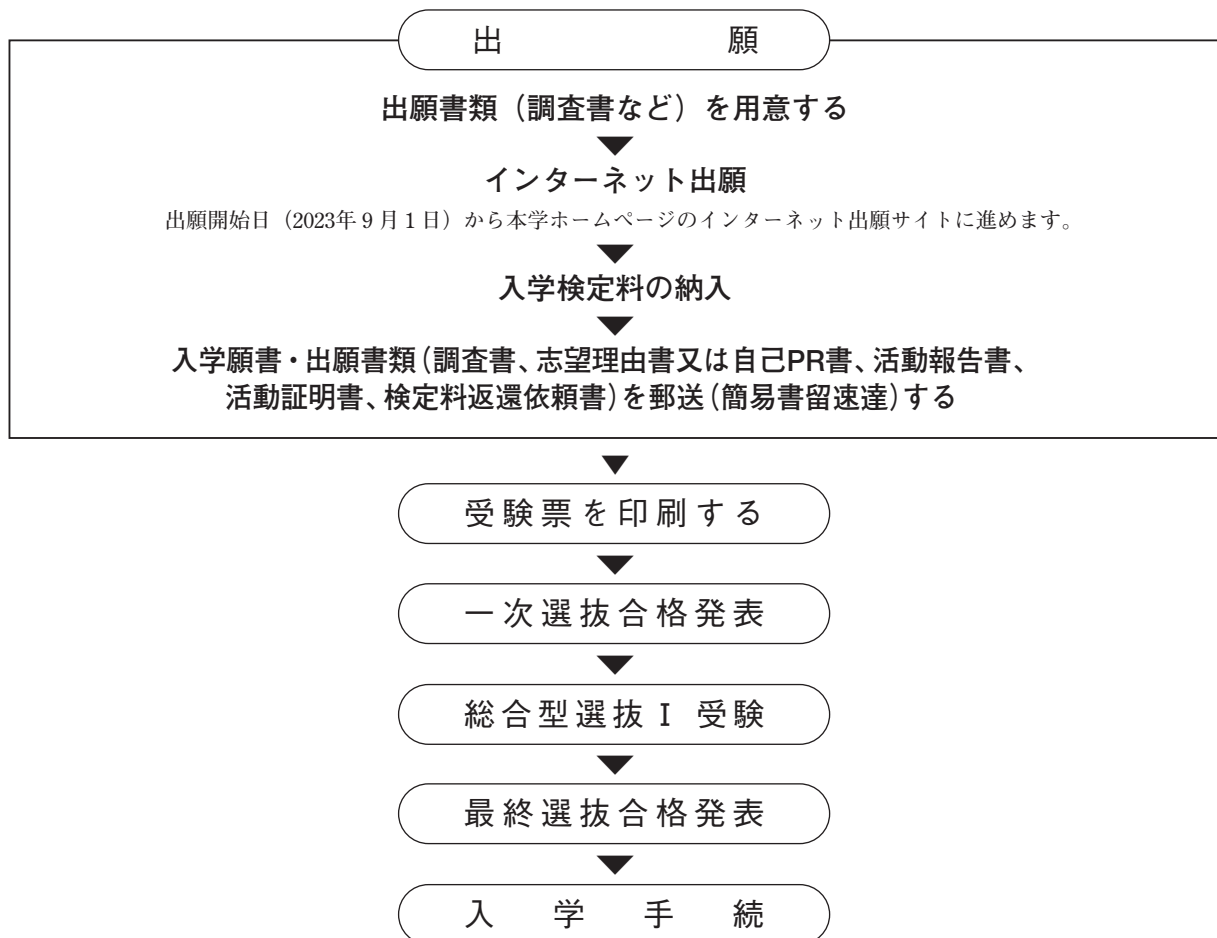 出願
出願書類（調査書など）を用意する
インターネット出願
出願開始日（2023年９月１日）から本学ホームページのインターネット出願サイトに進めます。
入学検定料の納入
入学願書・出願書類（調査書、志望理由書又は自己PR書、活動報告書、
活動証明書、検定料返還依頼書）を郵送（簡易書留速達）する
受験票を印刷する
一次選抜合格発表
総合型選抜Ⅰ 受験
最終選抜合格発表
入学手続